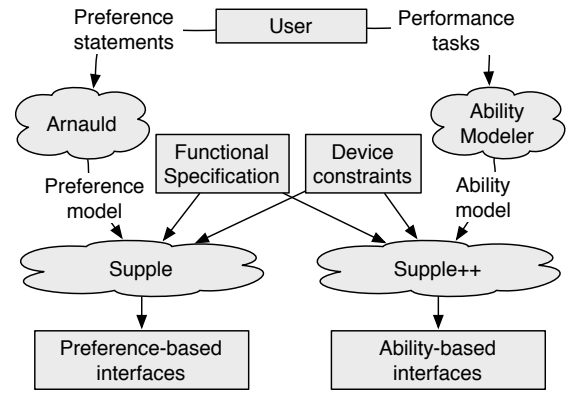 Preference
statements
User
Performance
tasks
Arnauld
Ability
Modeler
Functional
Specification
Device
constraints
Preference
model
Ability
model
Supple
Supple++
Preference-based
interfaces
Ability-based
interfaces